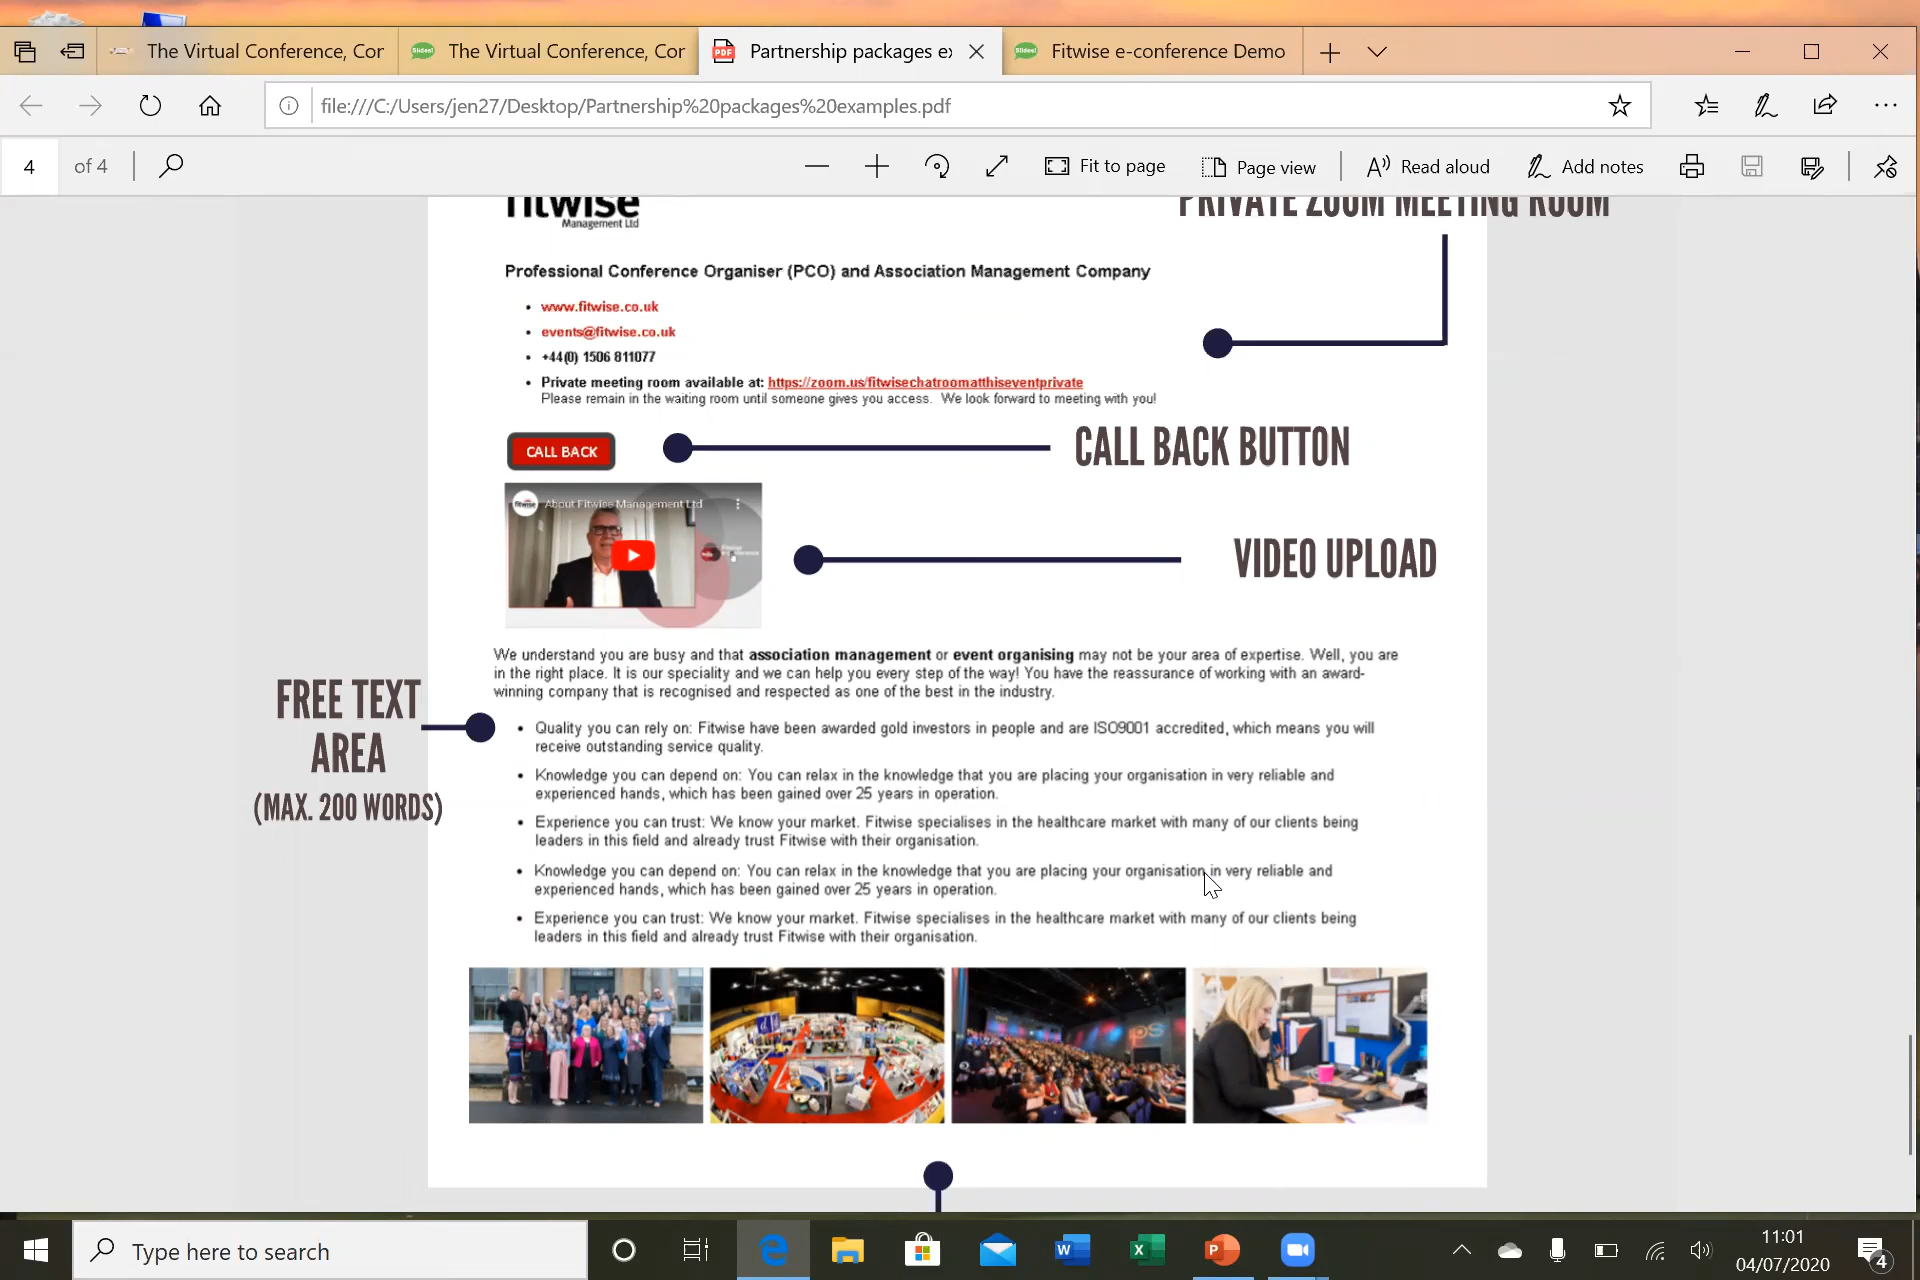 The Virtual Conference, Cor
The Virtual Conference, Cor
Partnership packages ex
Fitwise e-conference Demo
file:///C:/Users/jen27/Desktop/Partnership%20packages%20examples.pdf
4 of 4
Fit to page
Page view
Read aloud
Add notes
fitwise
Management Ltd
PRIVATE ZOOM MEETING ROOM
Professional Conference Organiser (PCO) and Association Management Company
• www.fitwise.co.uk
• events@fitwise.co.uk
• +44(0) 1506 811077
• Private meeting room available at: https://zoom.us/fitwisechatroomatthiseventprivate
Please remain in the waiting room until someone gives you access. We look forward to meeting with you!
CALL BACK
CALL BACK BUTTON
About Fitwise Management Ltd
VIDEO UPLOAD
We understand you are busy and that association management or event organising may not be your area of expertise. Well, you are
in the right place. It is our speciality and we can help you every step of the way! You have the reassurance of working with an award-
winning company that is recognised and respected as one of the best in the industry.
FREE TEXT
AREA
(MAX. 200 WORDS)
• Quality you can rely on: Fitwise have been awarded gold investors in people and are ISO9001 accredited, which means you will
receive outstanding service quality.
• Knowledge you can depend on: You can relax in the knowledge that you are placing your organisation in very reliable and
experienced hands, which has been gained over 25 years in operation.
• Experience you can trust: We know your market. Fitwise specialises in the healthcare market with many of our clients being
leaders in this field and already trust Fitwise with their organisation.
• Knowledge you can depend on: You can relax in the knowledge that you are placing your organisation in very reliable and
experienced hands, which has been gained over 25 years in operation.
• Experience you can trust: We know your market. Fitwise specialises in the healthcare market with many of our clients being
leaders in this field and already trust Fitwise with their organisation.
Type here to search
11:01
04/07/2020
4